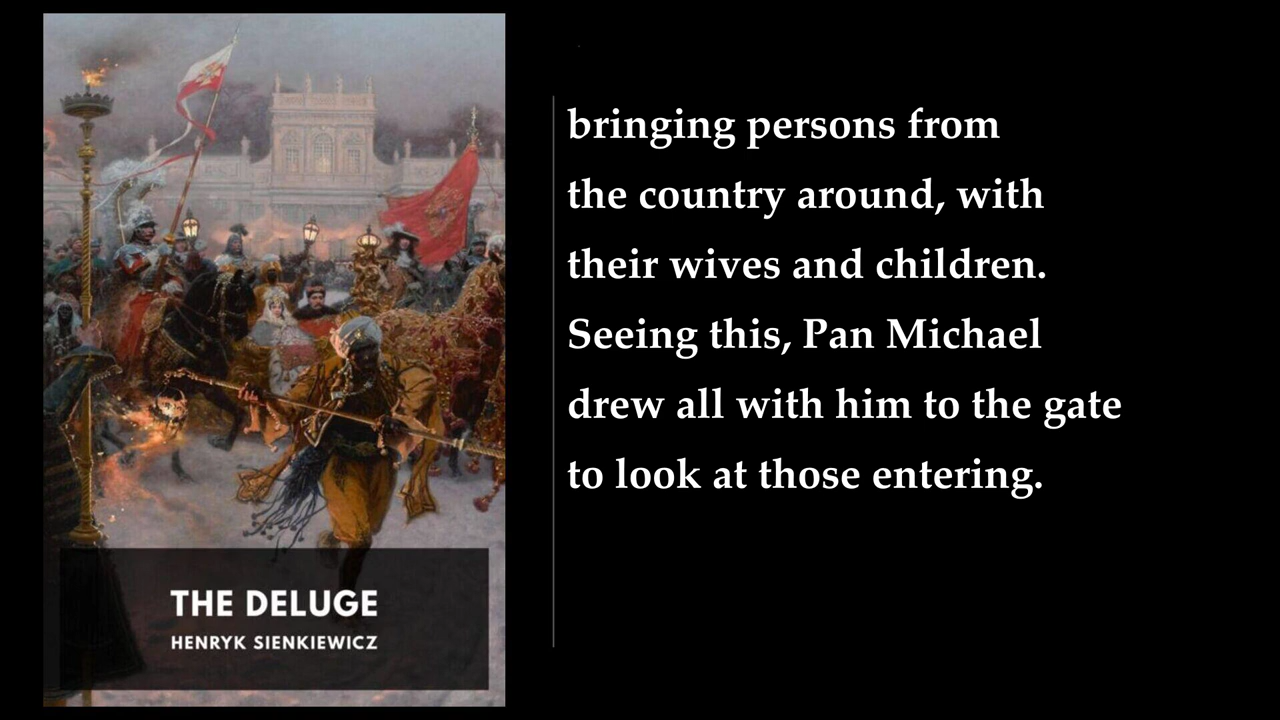 THE DELUGE
HENRYK SIENKIEWICZ
bringing persons from
the country around, with
their wives and children.
Seeing this, Pan Michael
drew all with him to the gate
to look at those entering.